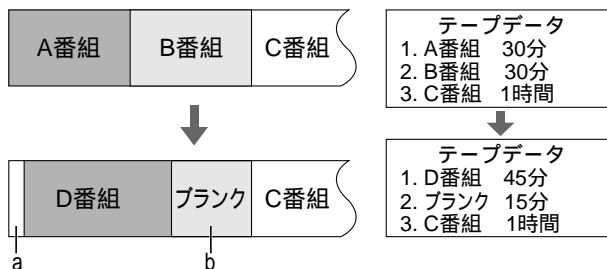 A番組 B番組 C番組
テープデータ
1. A番組 30分
2. B番組 30分
3. C番組 1時間
D番組 ブランク C番組
a b
テープデータ
1. D番組 45分
2. ブランク 15分
3. C番組 1時間